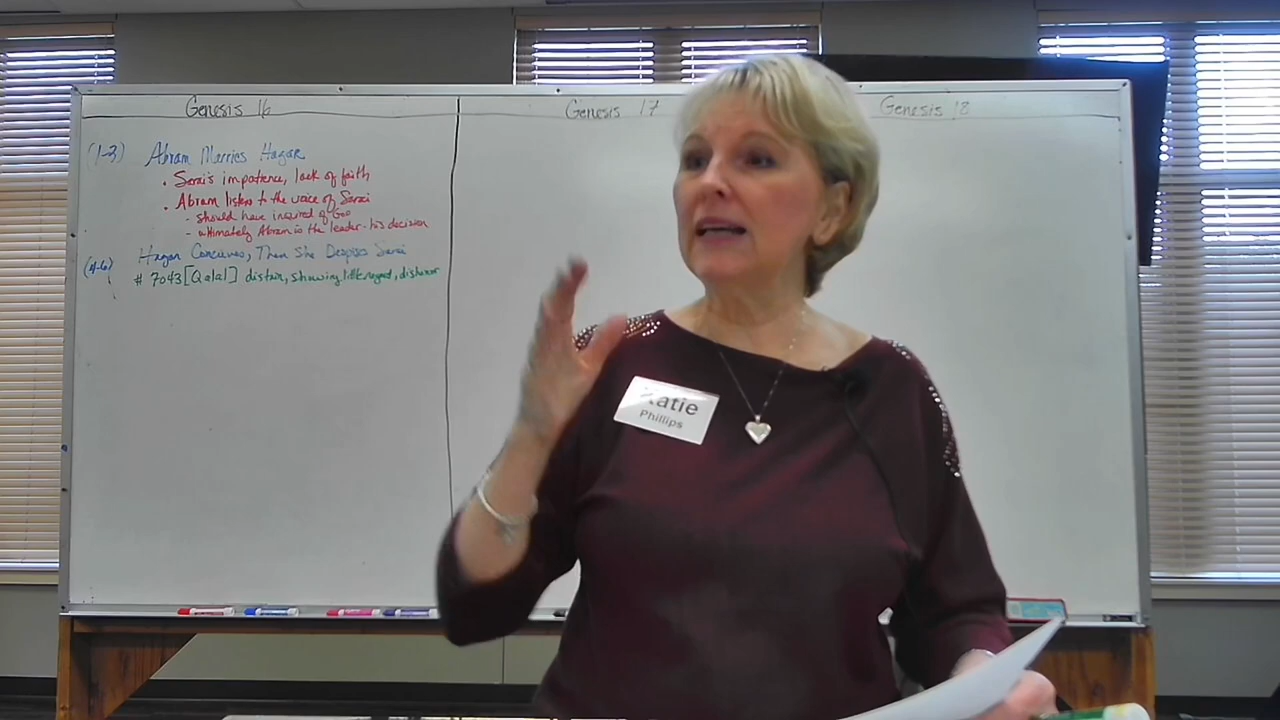 Genesis 16
Genesis 17
Genesis 18
(1-3) Abram Marries Hagar
• Sarai's impatience, lack of faith
• Abram listens to the voice of Sarai
- should have inquired of God
- ultimately Abram is the leader - his decision
(4-6) Hagar Conceives, Then She Despises Sarai
# 7043 [Qalal] distain, showing little regard, dishonor
Katie
Phillips